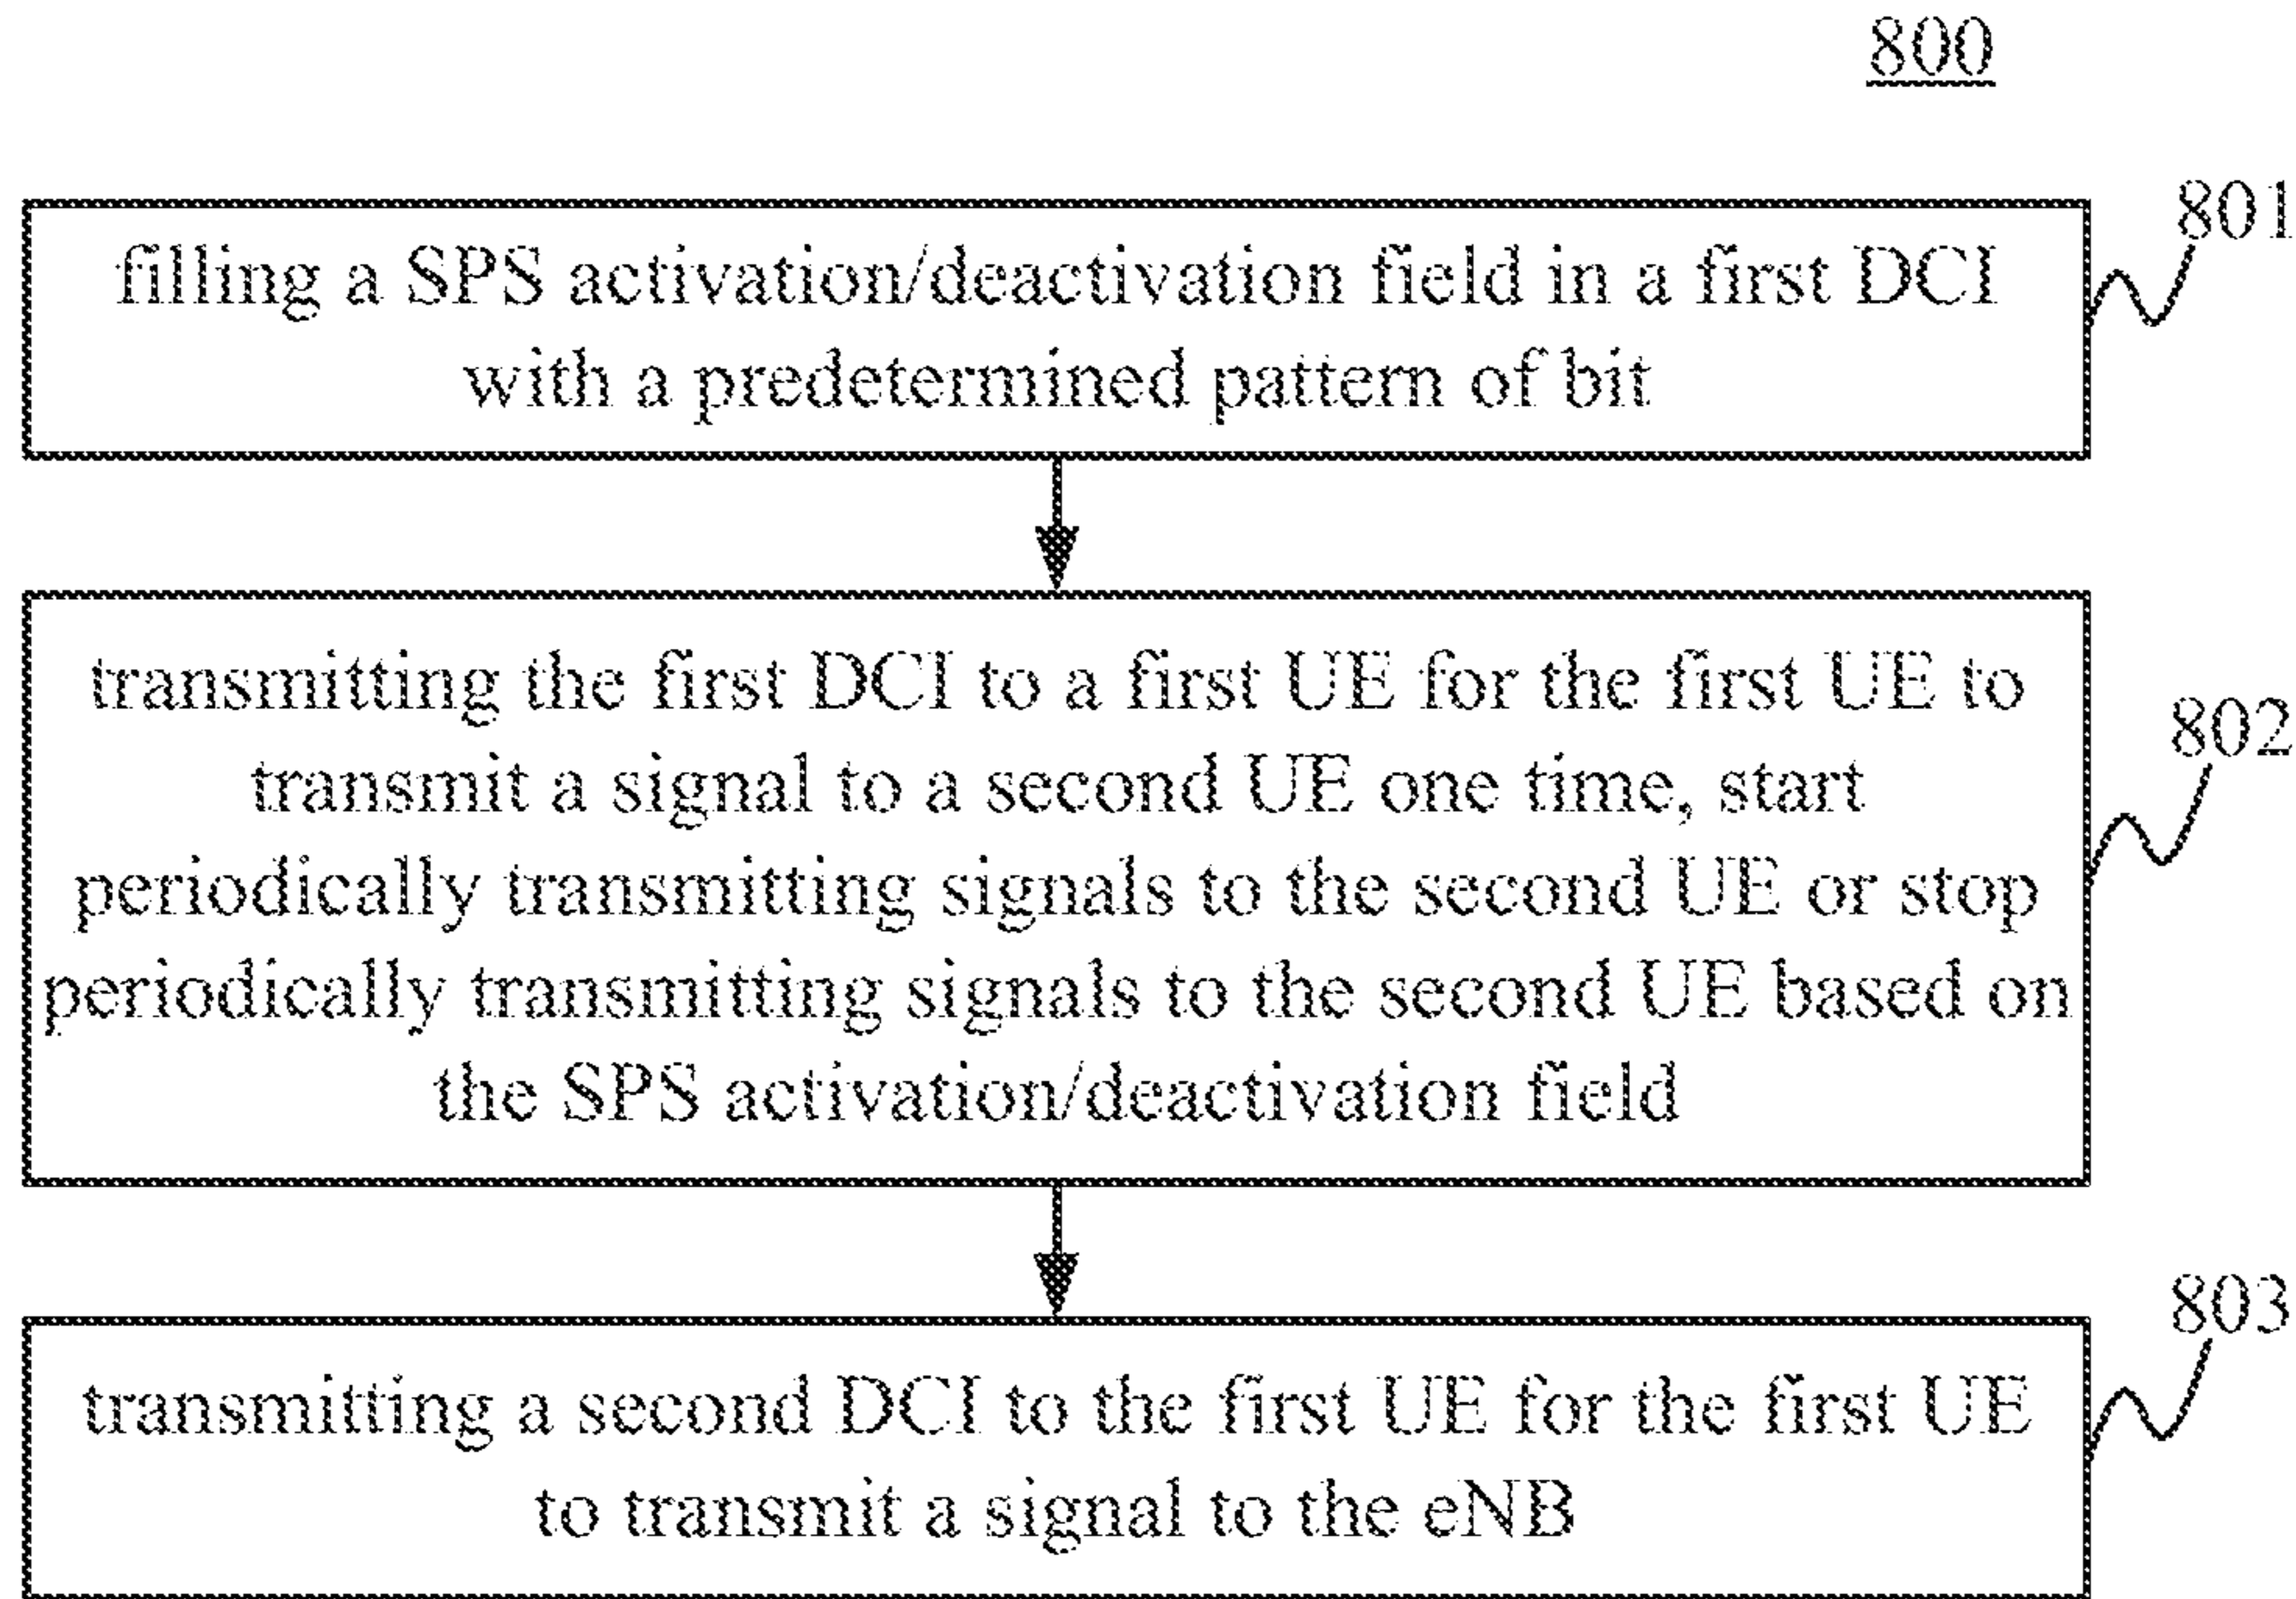 800
801
filling a SPS activation/deactivation field in a first DCI
with a predetermined pattern of bit
802
transmitting the first DCI to a first UE for the first UE to
transmit a signal to a second UE one time, start
periodically transmitting signals to the second UE or stop
periodically transmitting signals to the second UE based on
the SPS activation/deactivation field
803
transmitting a second DCI to the first UE for the first UE
to transmit a signal to the eNB